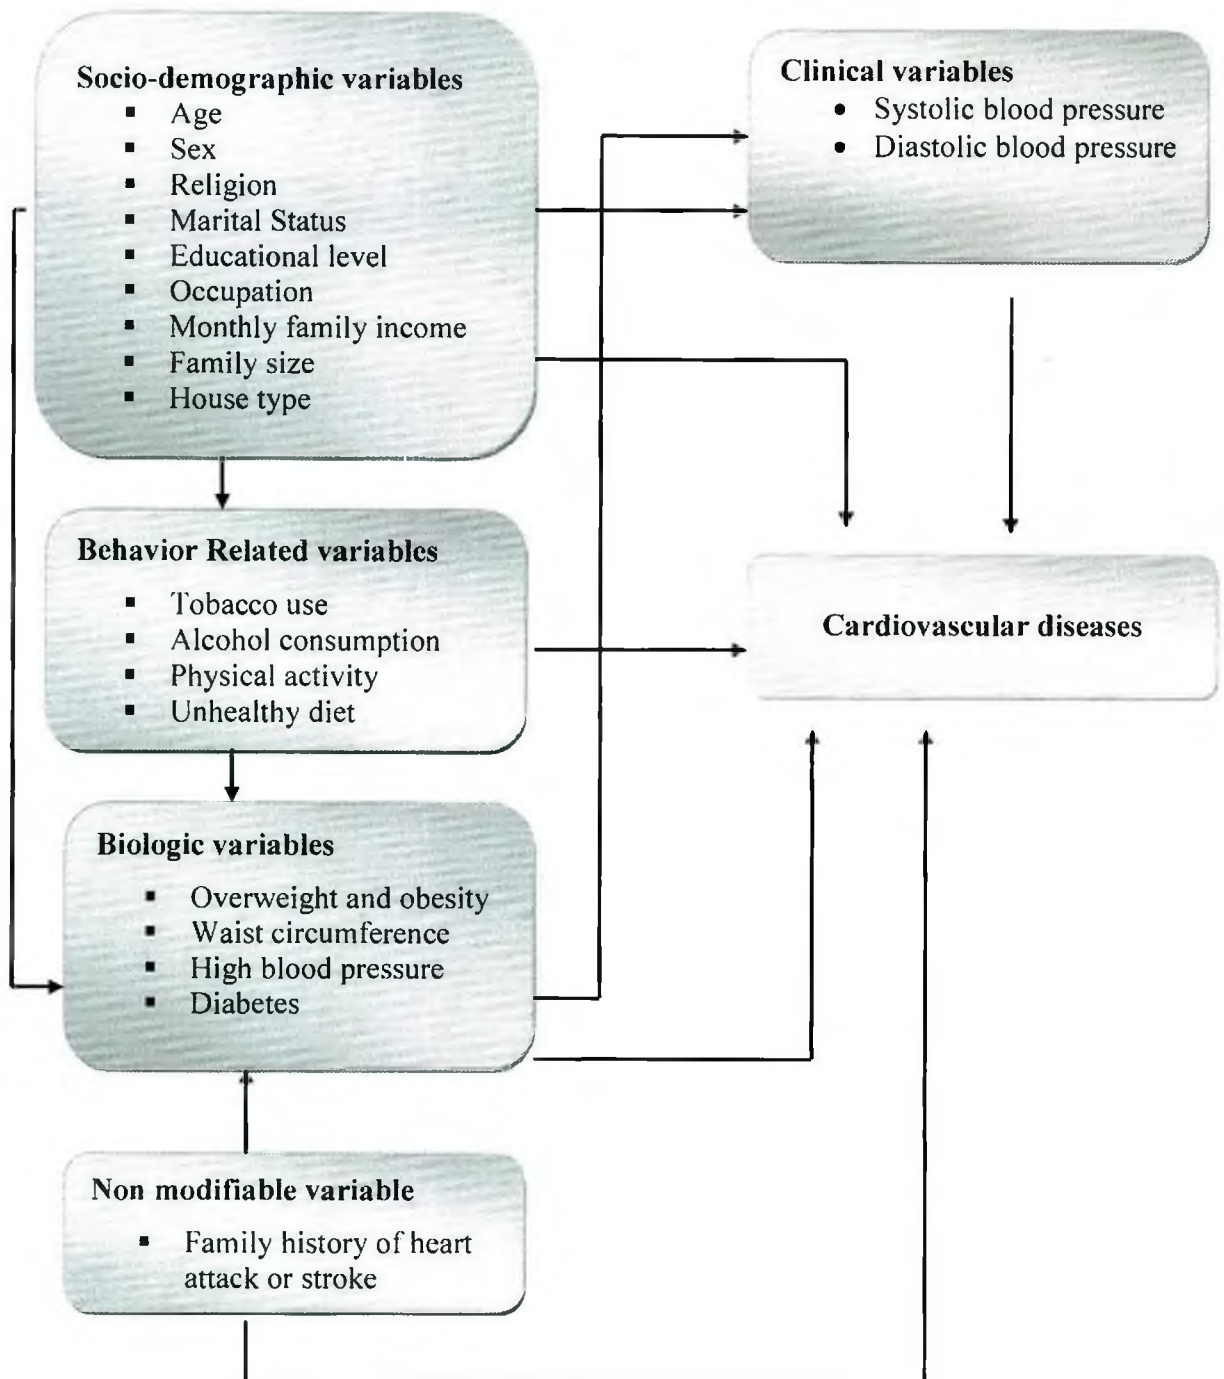 Socio-demographic variables
▪ Age
▪ Sex
▪ Religion
▪ Marital Status
▪ Educational level
▪ Occupation
▪ Monthly family income
▪ Family size
▪ House type
Clinical variables
• Systolic blood pressure
• Diastolic blood pressure
Behavior Related variables
▪ Tobacco use
▪ Alcohol consumption
▪ Physical activity
▪ Unhealthy diet
Cardiovascular diseases
Biologic variables
▪ Overweight and obesity
▪ Waist circumference
▪ High blood pressure
▪ Diabetes
Non modifiable variable
▪ Family history of heart
attack or stroke